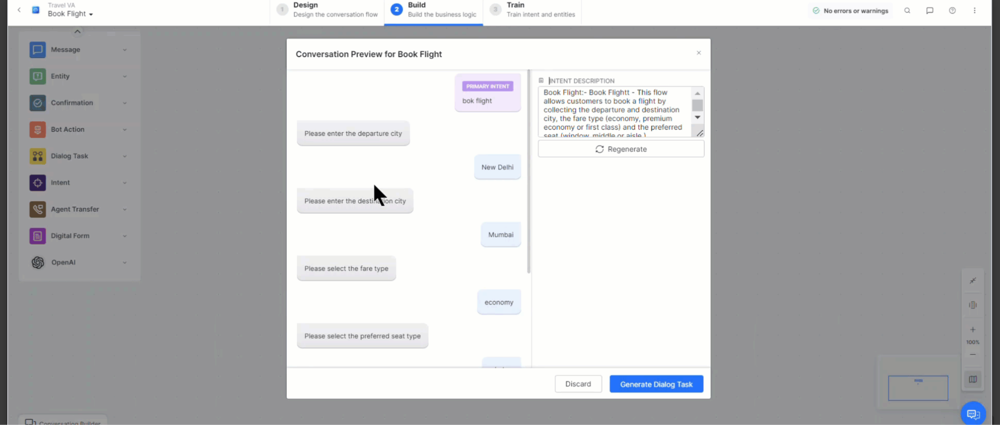 Travel VA
Book Flight
1
Design
Design the conversation flow
2
Build
Build the business logic
3
Train
Train intent and entities
No errors or warnings
Message
Entity
Confirmation
Bot Action
Dialog Task
Intent
Agent Transfer
Digital Form
OpenAI
Conversation Preview for Book Flight
PRIMARY INTENT
bok flight
Please enter the departure city
New Delhi
Please enter the destination city
Mumbai
Please select the fare type
economy
Please select the preferred seat type
INTENT DESCRIPTION
Book Flight:- Book Flightt - This flow
allows customers to book a flight by
collecting the departure and destination
city, the fare type (economy, premium
economy or first class) and the preferred
seat (window, middle or aisle.)
Regenerate
Discard
Generate Dialog Task
100%
Conversation Builder